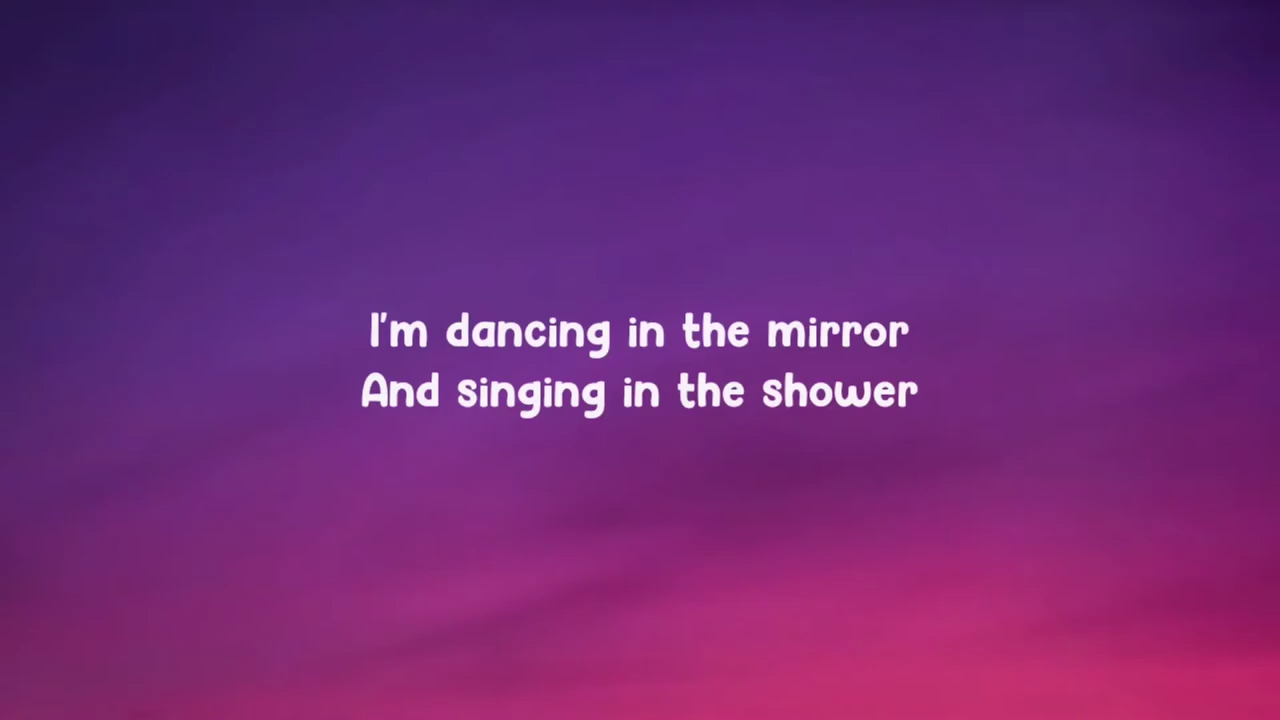 I'm dancing in the mirror
And singing in the shower